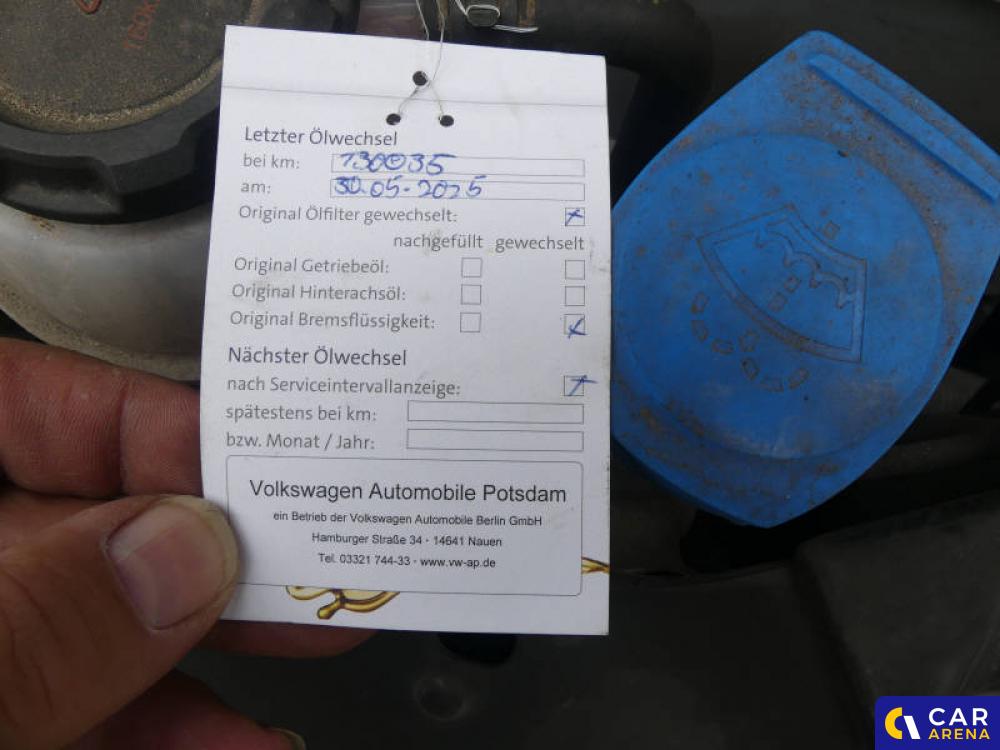 Letzter Ölwechsel
bei km: 130035
am: 30.05-2025
Original Ölfilter gewechselt:
nachgefüllt gewechselt
Original Getriebeöl:
Original Hinterachsöl:
Original Bremsflüssigkeit:
Nächster Ölwechsel
nach Serviceintervallanzeige:
spätestens bei km:
bzw. Monat / Jahr:
Volkswagen Automobile Potsdam
ein Betrieb der Volkswagen Automobile Berlin GmbH
Hamburger Straße 34 · 14641 Nauen
Tel. 03321 744-33 · www.vw-ap.de
CAR
ARENA